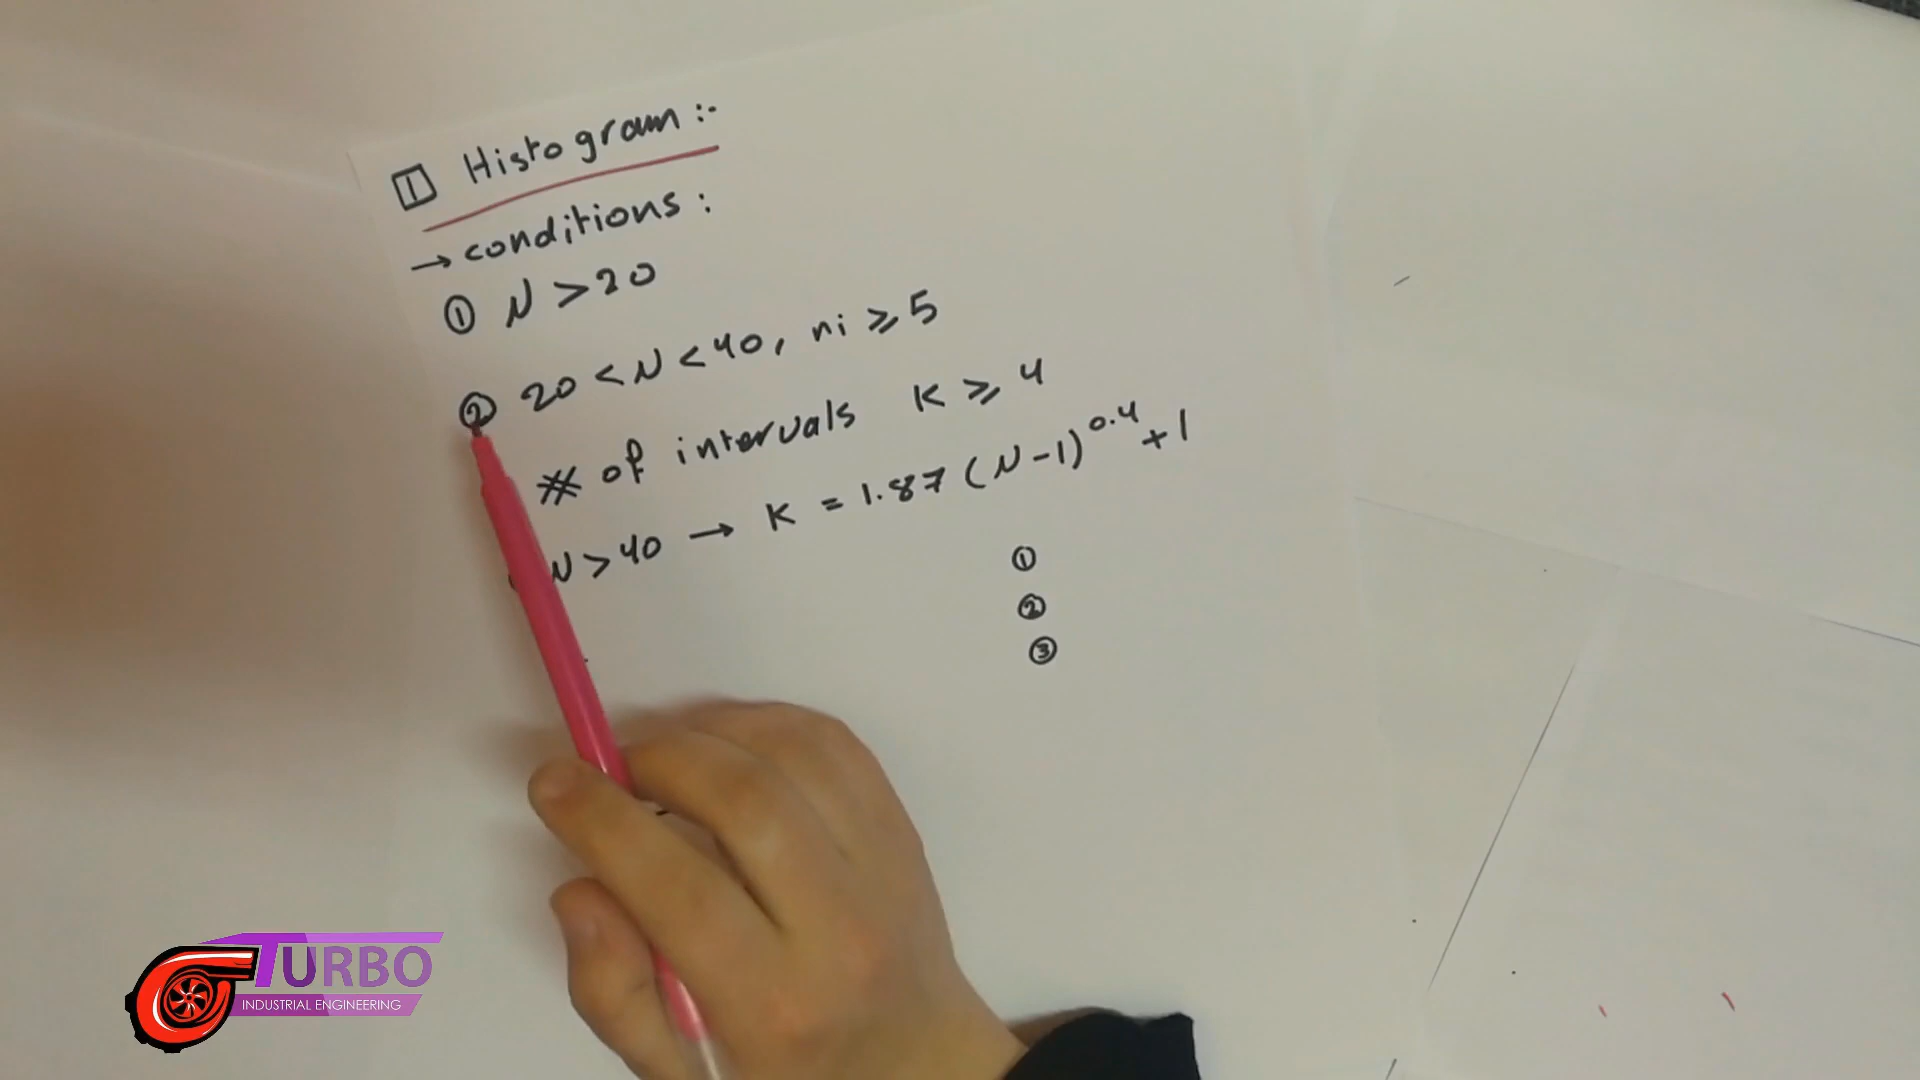 1 Histogram :-
→ conditions :
① N > 20
② 20 < N < 40, ni ≥ 5
# of intervals K ≥ 4
N > 40 → K = 1.87 (N - 1)^0.4 + 1
①
②
③
TURBO
INDUSTRIAL ENGINEERING